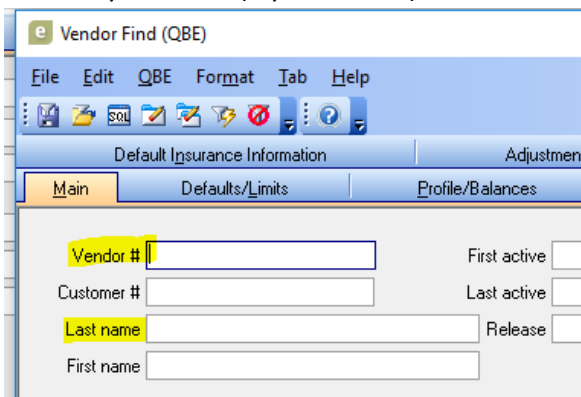 e Vendor Find (QBE)
File Edit QBE Format Tab Help
SQL
Default Insurance Information Adjustmen
Main Defaults/Limits Profile/Balances
Vendor # First active
Customer # Last active
Last name Release
First name